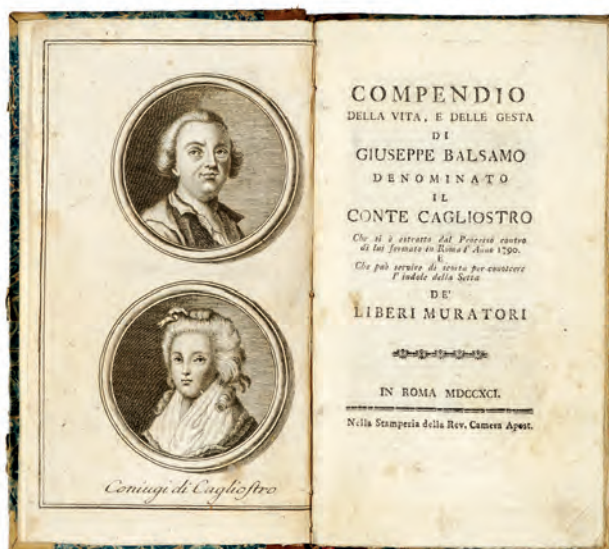 Coniugi di Cagliostro
COMPENDIO
DELLA VITA, E DELLE GESTA
DI
GIUSEPPE BALSAMO
DENOMINATO
IL
CONTE CAGLIOSTRO
Che si è estratto dal Processo contro
di lui formato in Roma l' Anno 1790.
E
Che può servire di scorta per conoscere
l' indole della Setta
DE'
LIBERI MURATORI
IN ROMA MDCCXCI.
Nella Stamperia della Rev. Camera Apost.